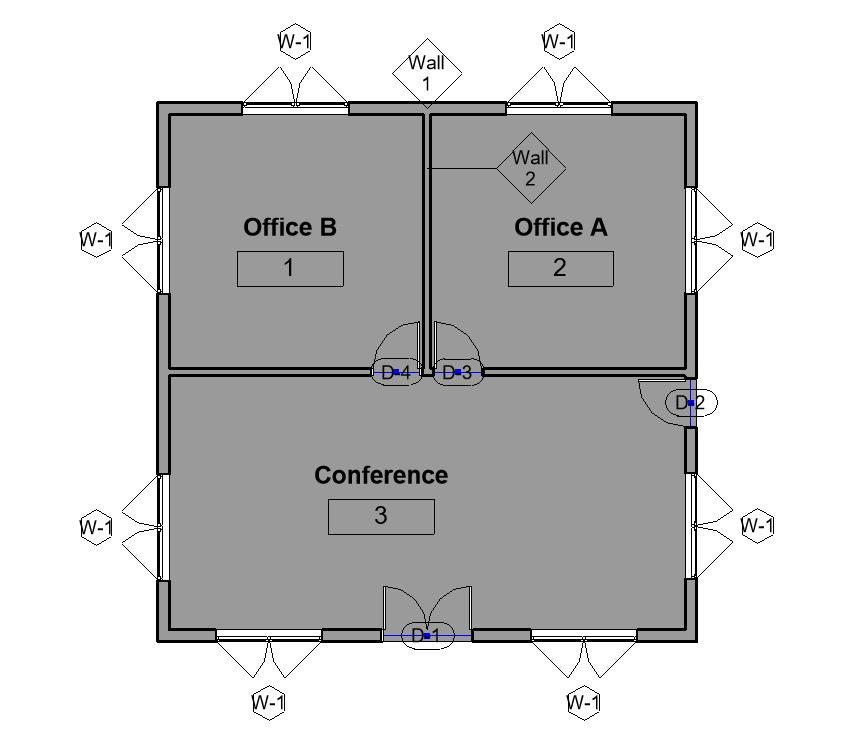 W-1
W-1
Wall
1
Wall
2
Office B
1
Office A
2
W-1
W-1
D-4
D-3
D-2
Conference
3
W-1
W-1
D-1
W-1
W-1